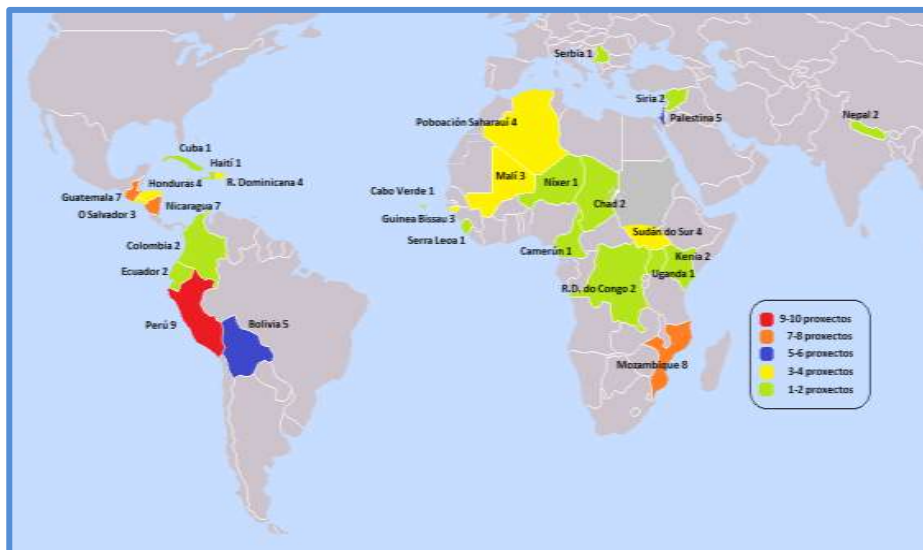 Serbia 1
Siria 2
Palestina 5
Nepal 2
Poboación Saharauí 4
Cuba 1
Haití 1
Honduras 4
R. Dominicana 4
Guatemala 7
Nicaragua 7
O Salvador 3
Malí 3
Níxer 1
Cabo Verde 1
Chad 2
Guinea Bissau 3
Serra Leoa 1
Camerún 1
Sudán do Sur 4
Colombia 2
Kenia 2
Ecuador 2
Uganda 1
R.D. do Congo 2
Perú 9
Bolivia 5
Mozambique 8
9-10 proxectos
7-8 proxectos
5-6 proxectos
3-4 proxectos
1-2 proxectos